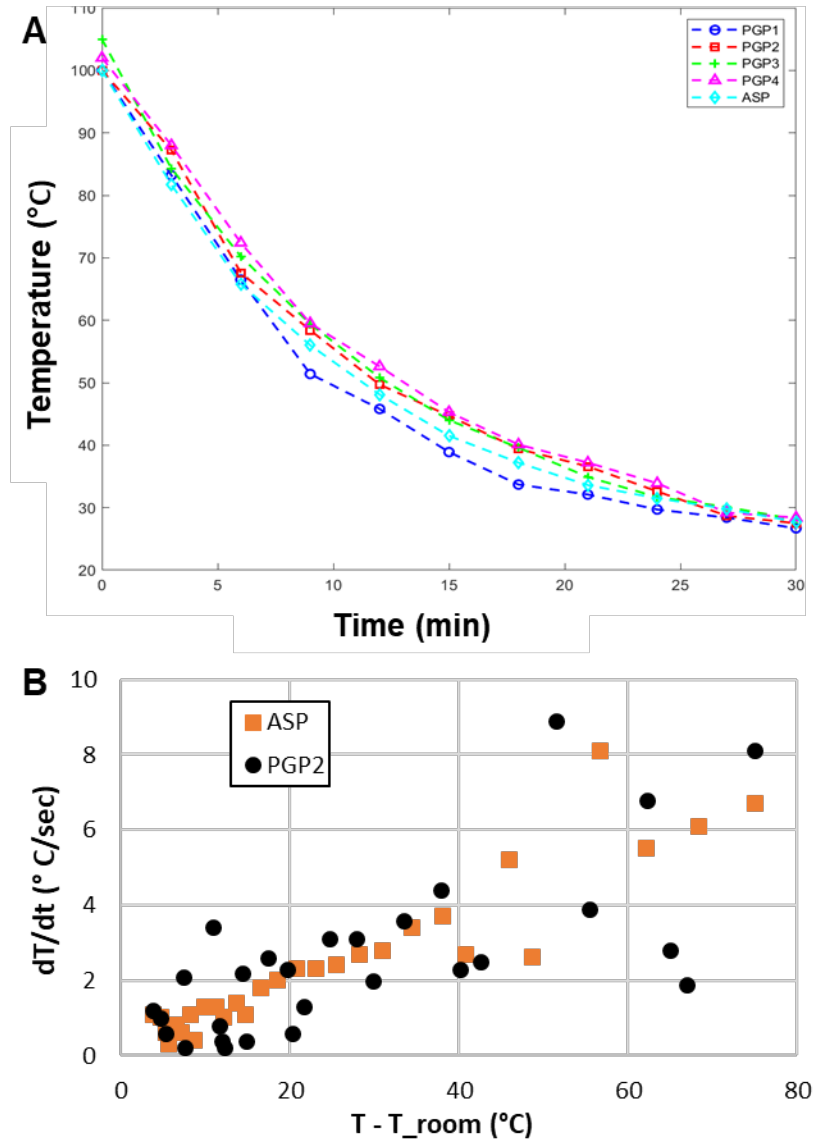 A
110
100
90
80
70
60
50
40
30
20
Temperature (°C)
PGP1
PGP2
PGP3
PGP4
ASP
0 5 10 15 20 25 30
Time (min)
B
10
8
6
4
2
0
dT/dt (° C/sec)
ASP
PGP2
0 20 40 60 80
T - T_room (°C)